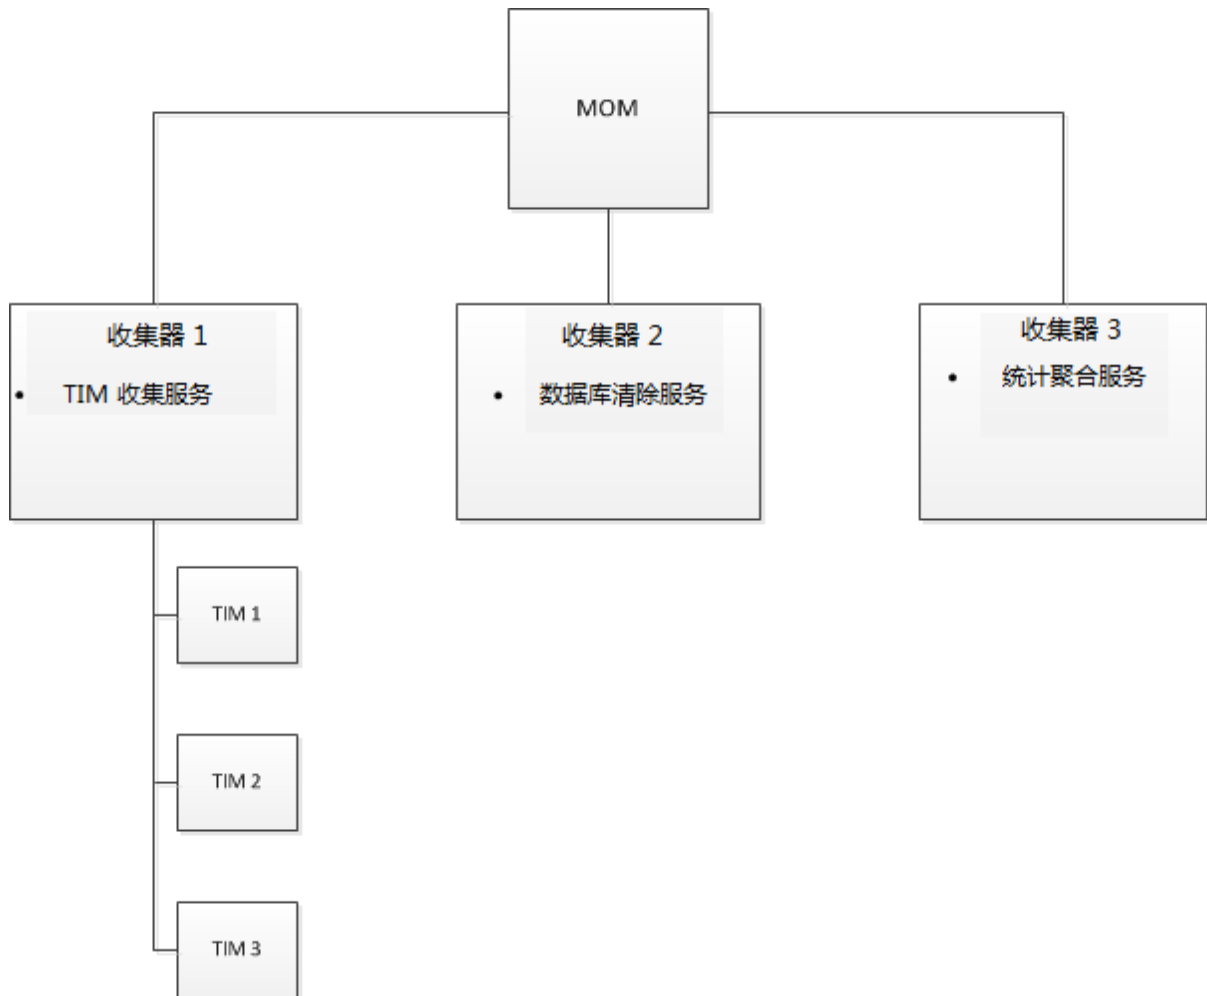 MOM
收集器 1
• TIM 收集服务
收集器 2
• 数据库清除服务
收集器 3
• 统计聚合服务
TIM 1
TIM 2
TIM 3